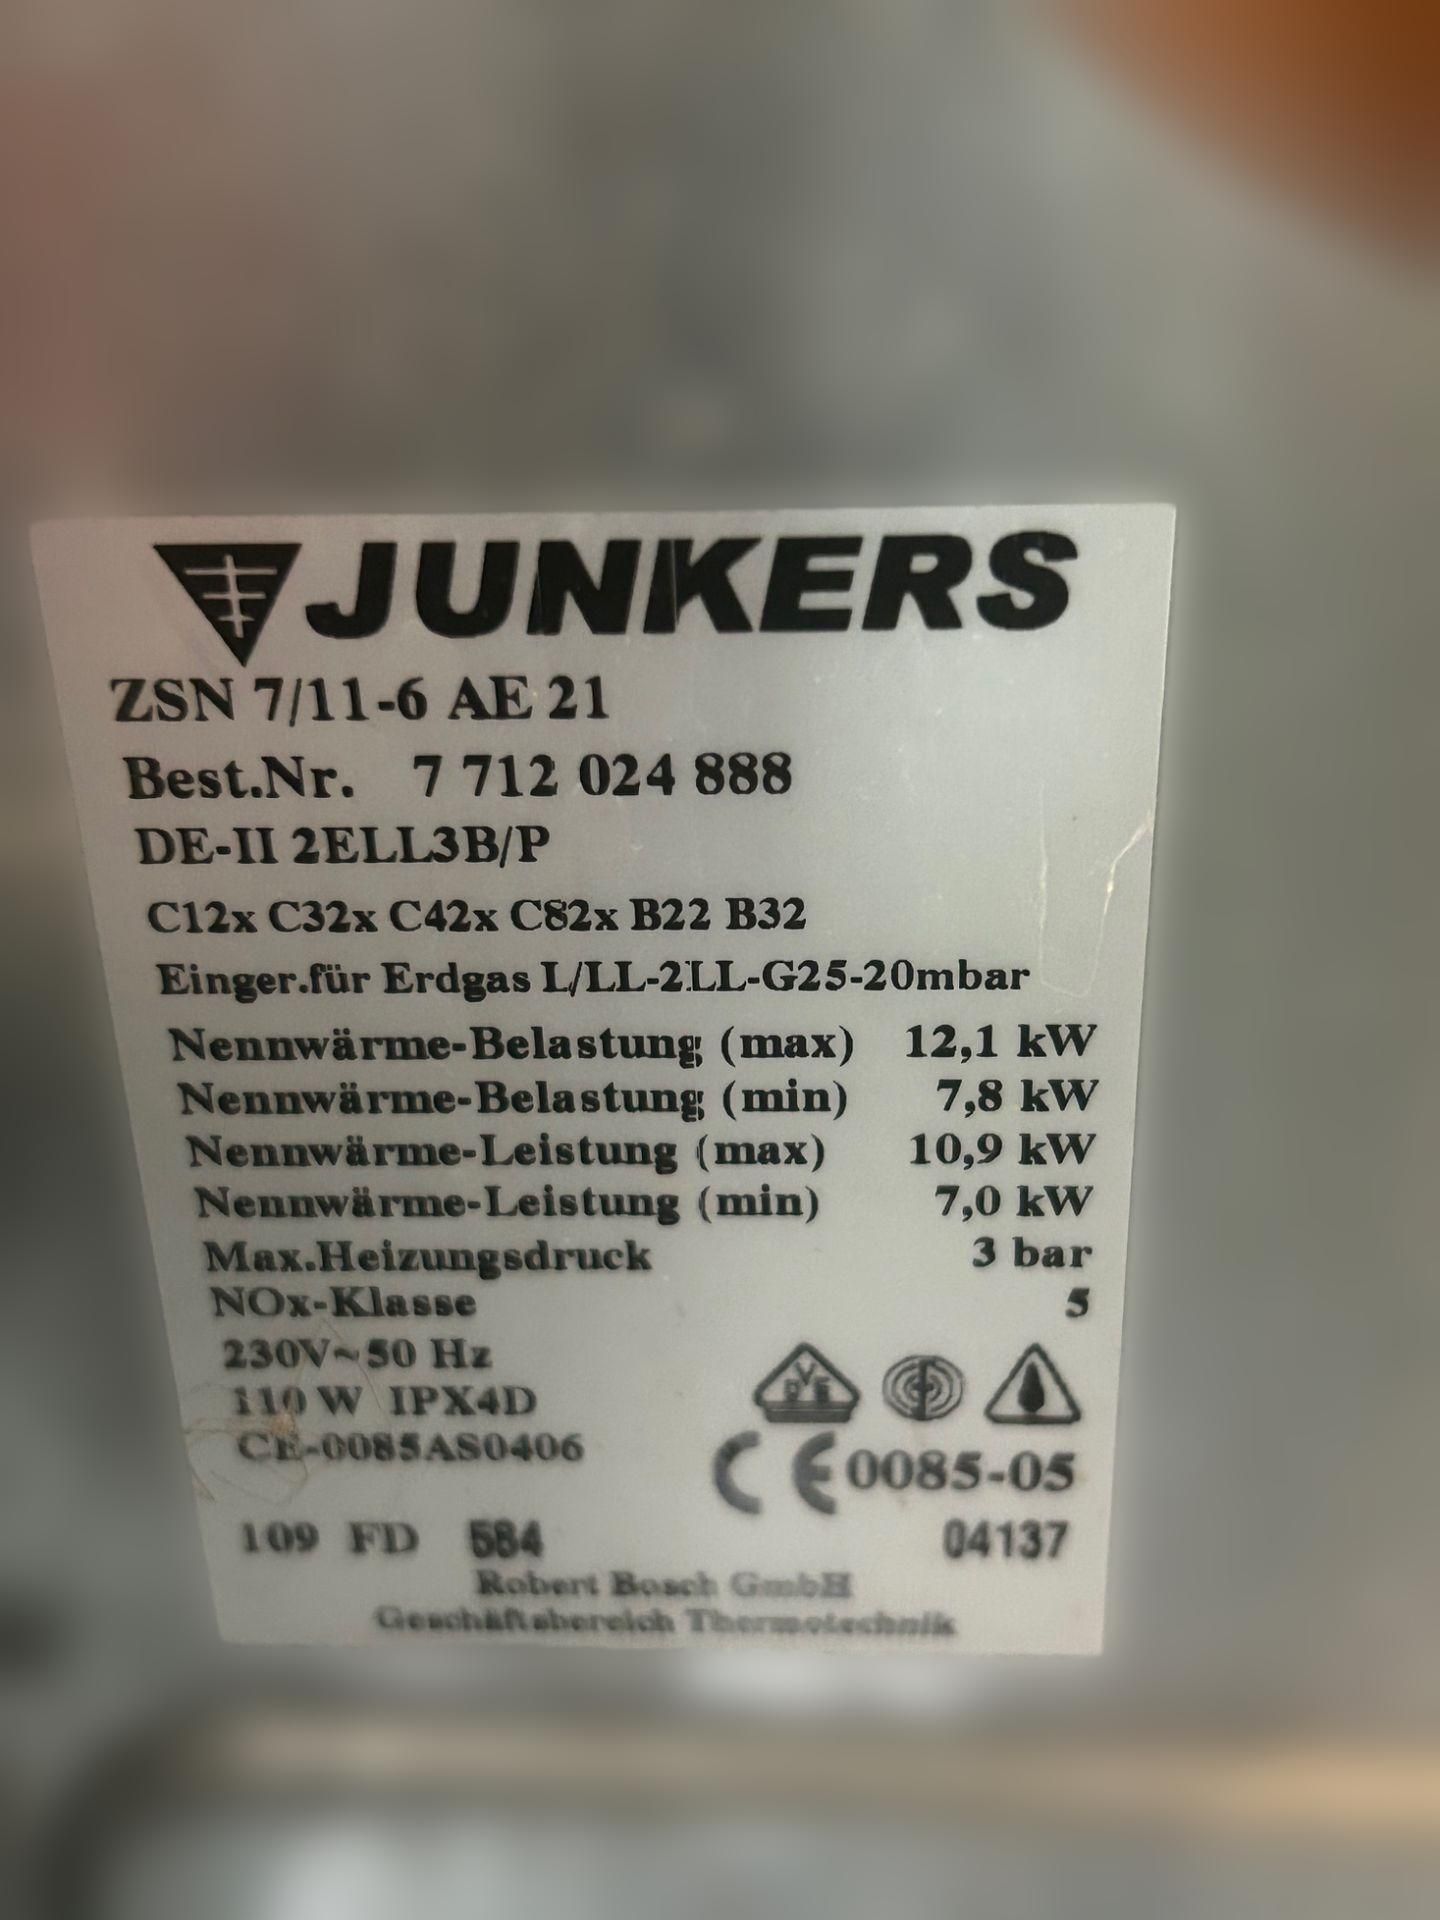 JUNKERS
ZSN 7/11-6 AE 21
Best.Nr. 7 712 024 888
DE-II 2ELL3B/P
C12x C32x C42x C82x B22 B32
Einger.für Erdgas L/LL-2LL-G25-20mbar
Nennwärme-Belastung (max) 12,1 kW
Nennwärme-Belastung (min) 7,8 kW
Nennwärme-Leistung (max) 10,9 kW
Nennwärme-Leistung (min) 7,0 kW
Max.Heizungsdruck 3 bar
NOx-Klasse 5
230V~50 Hz
110 W IPX4D
DVE
CE-0085AS0406
CE 0085-05
109 FD 584 04137
Robert Bosch GmbH
Geschäftsbereich Thermotechnik